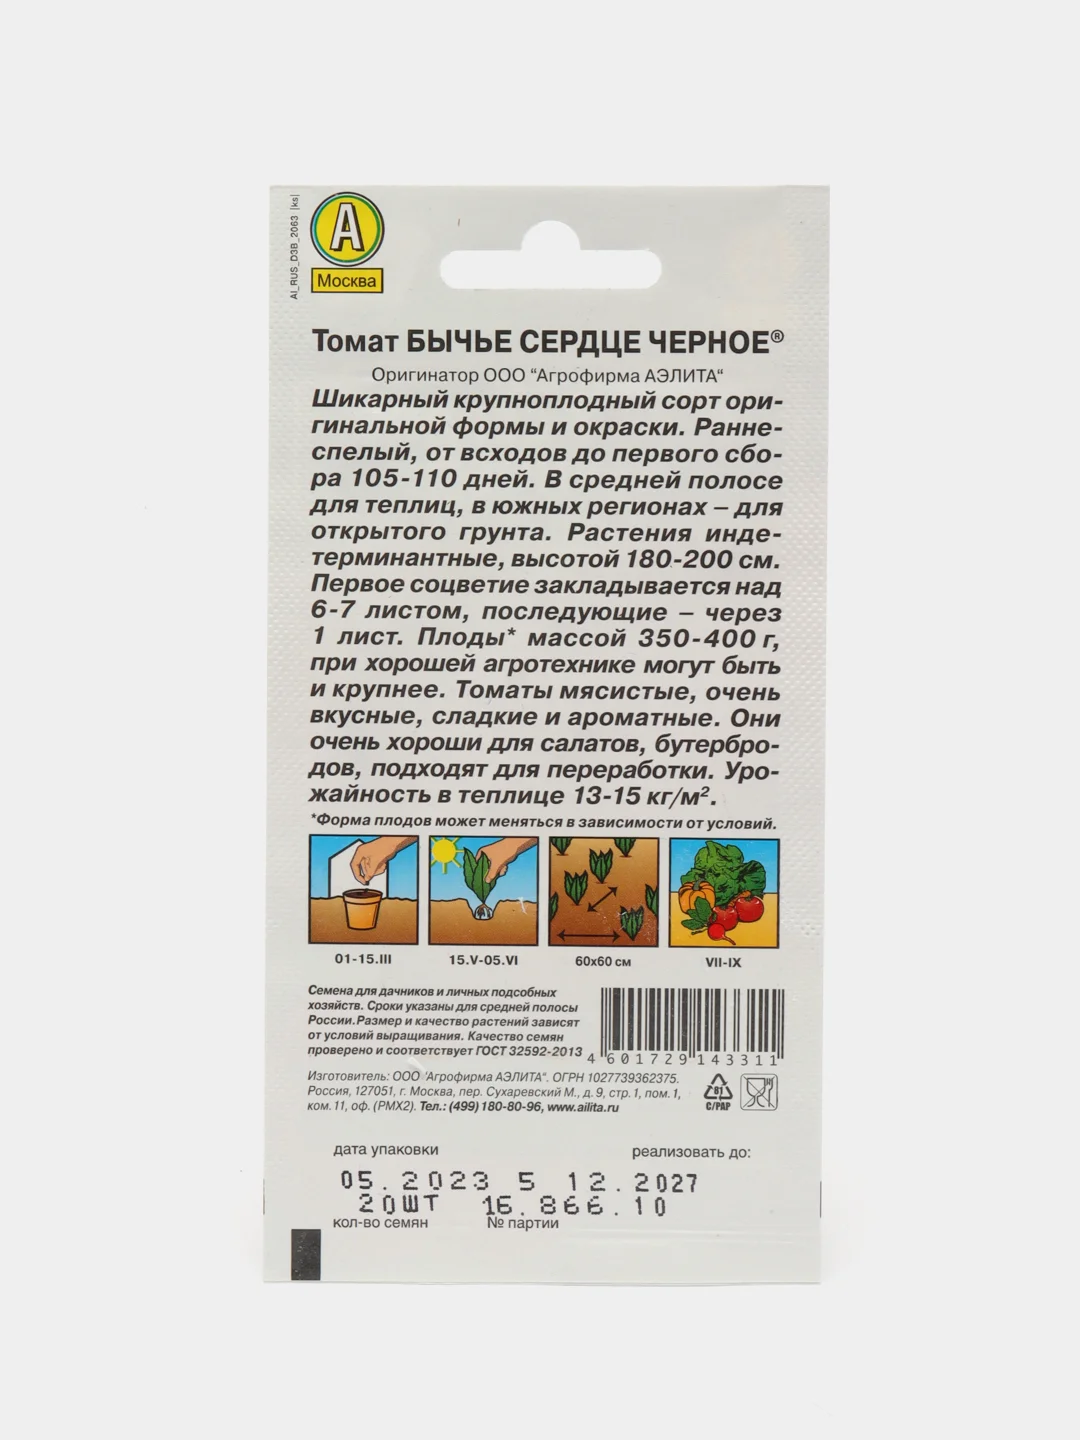 AI_RUS_D3B_2063 |ks|
А
Москва
Томат БЫЧЬЕ СЕРДЦЕ ЧЕРНОЕ®
Оригинатор ООО “Агрофирма АЭЛИТА“
Шикарный крупноплодный сорт ори-
гинальной формы и окраски. Ранне-
спелый, от всходов до первого сбо-
ра 105-110 дней. В средней полосе
для теплиц, в южных регионах – для
открытого грунта. Растения инде-
терминантные, высотой 180-200 см.
Первое соцветие закладывается над
6-7 листом, последующие – через
1 лист. Плоды* массой 350-400 г,
при хорошей агротехнике могут быть
и крупнее. Томаты мясистые, очень
вкусные, сладкие и ароматные. Они
очень хороши для салатов, бутербро-
дов, подходят для переработки. Уро-
жайность в теплице 13-15 кг/м².
*Форма плодов может меняться в зависимости от условий.
01-15.III 15.V-05.VI 60х60 см VII-IX
Семена для дачников и личных подсобных
хозяйств. Сроки указаны для средней полосы
России.Размер и качество растений зависят
от условий выращивания. Качество семян
проверено и соответствует ГОСТ 32592-2013
4 601729 143311
Изготовитель: ООО "Агрофирма АЭЛИТА". ОГРН 1027739362375.
Россия, 127051, г. Москва, пер. Сухаревский М., д. 9, стр. 1, пом. 1,
ком. 11, оф. (РМХ2). Тел.: (499) 180-80-96, www.ailita.ru
81
C/PAP
дата упаковки реализовать до:
05.2023 5 12.2027
20ШТ 16.866.10
кол-во семян № партии